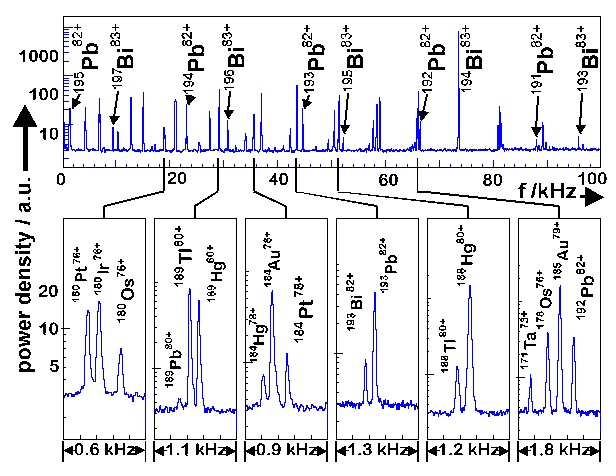 power density / a.u.
1000
100
10
195Pb82+
197Bi83+
194Pb82+
196Bi83+
193Pb82+
195Bi83+
192Pb82+
194Bi83+
191Pb82+
193Bi83+
0 20 40 60 80 100
f /kHz
20
10
5
180Pt76+
180Ir76+
180Os76+
189Pb80+
189Tl80+
189Hg80+
184Hg78+
184Au78+
184Pt78+
193Bi82+
193Pb82+
188Tl80+
188Hg80+
171Ta73+
178Os76+
185Au79+
192Pb82+
0.6 kHz 1.1 kHz 0.9 kHz 1.3 kHz 1.2 kHz 1.8 kHz